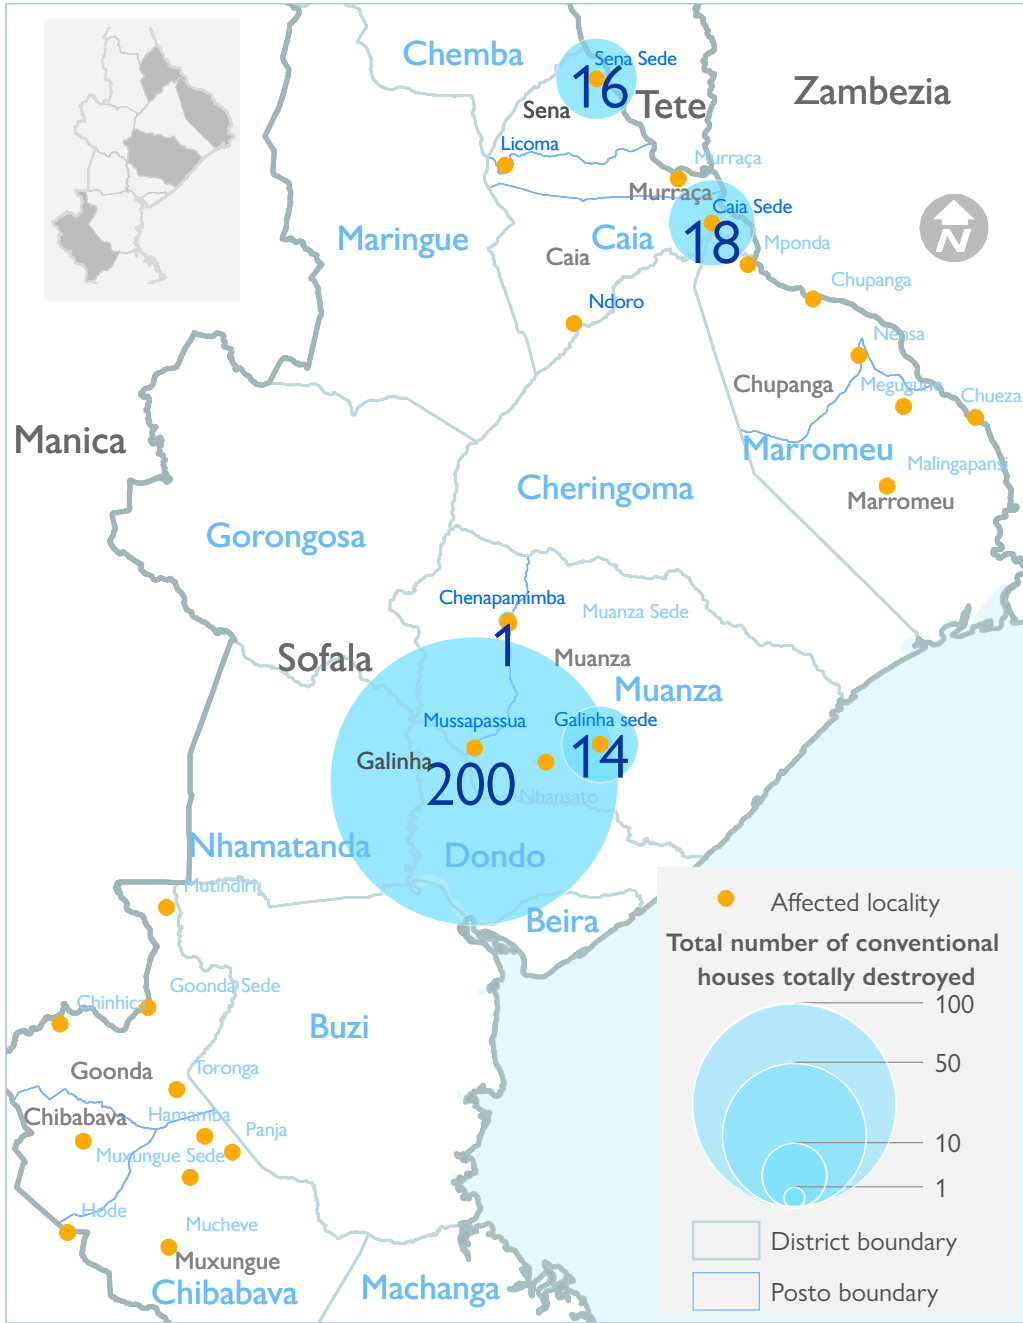 Chemba
Sena Sede
16
Zambezia
Tete
Sena
Licoma
Murraça
Murraça
Caia Sede
Maringue
Caia
18
Mponda
Caia
N
Chupanga
Ndoro
Nensa
Chupanga
Megugune
Chueza
Manica
Marromeu
Malingapansi
Cheringoma
Marromeu
Gorongosa
Chenapamimba
Muanza Sede
1
Sofala
Muanza
Muanza
Mussapassua
Galinha sede
Galinha
14
200
Nhansato
Nhamatanda
Dondo
Mutindiri
Beira
Goonda Sede
Chinhica
Buzi
Toronga
Goonda
Hamamba
Chibabava
Panja
Muxungue Sede
Hode
Mucheve
Muxungue
Chibabava
Machanga
Affected locality
Total number of conventional
houses totally destroyed
100
50
10
1
District boundary
Posto boundary